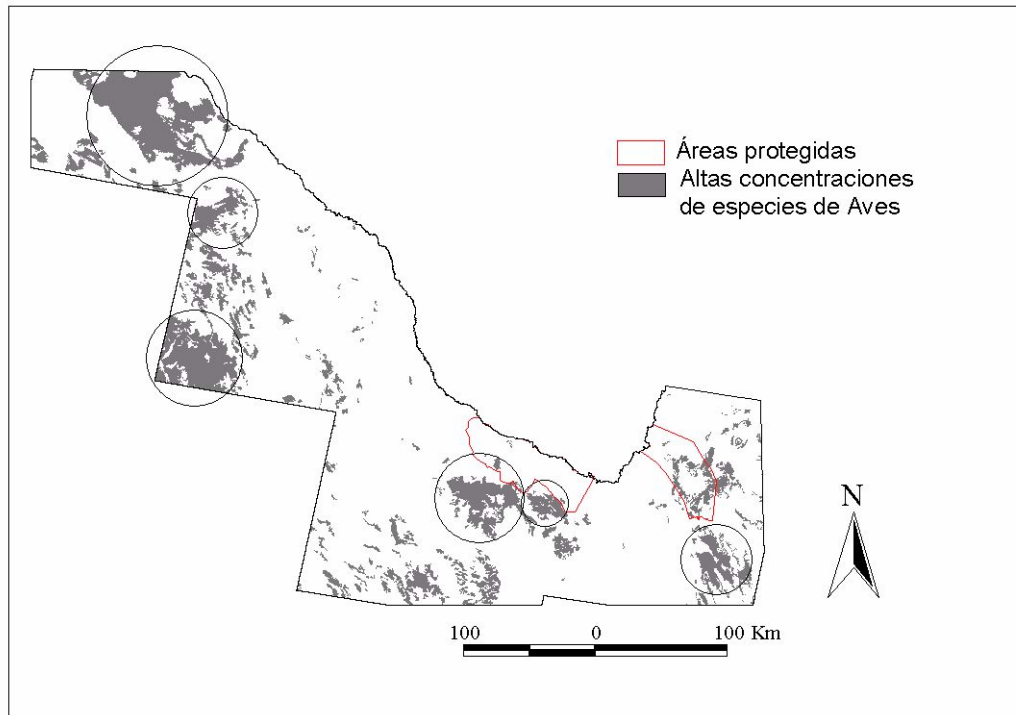 Áreas protegidas
Altas concentraciones
de especies de Aves
N
100 0 100 Km